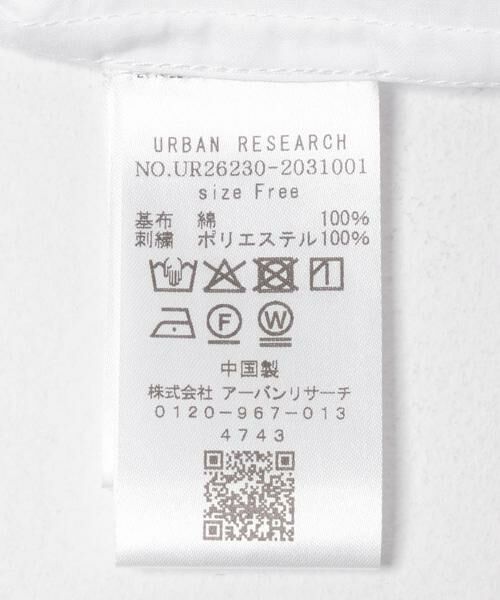 URBAN RESEARCH
NO.UR26230-2031001
size Free
基布 綿 100%
刺繍 ポリエステル100%
F W
中国製
株式会社 アーバンリサーチ
0120-967-013
4743